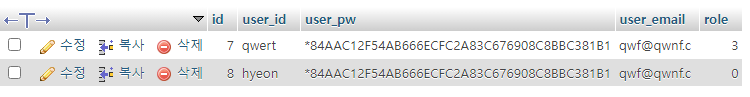 id user_id user_pw user_email role
수정 복사 삭제 7 qwert *84AAC12F54AB666ECFC2A83C676908C8BBC381B1 qwf@qwnf.c 3
수정 복사 삭제 8 hyeon *84AAC12F54AB666ECFC2A83C676908C8BBC381B1 qwf@qwnf.c 0